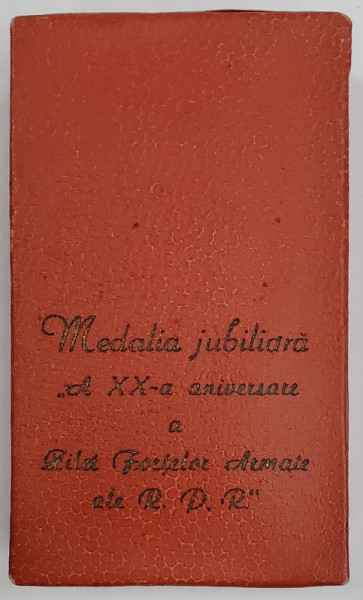 Medalia jubiliară
„A XX-a aniversare
a
Zilei Forțelor Armate
ale R. P. R."